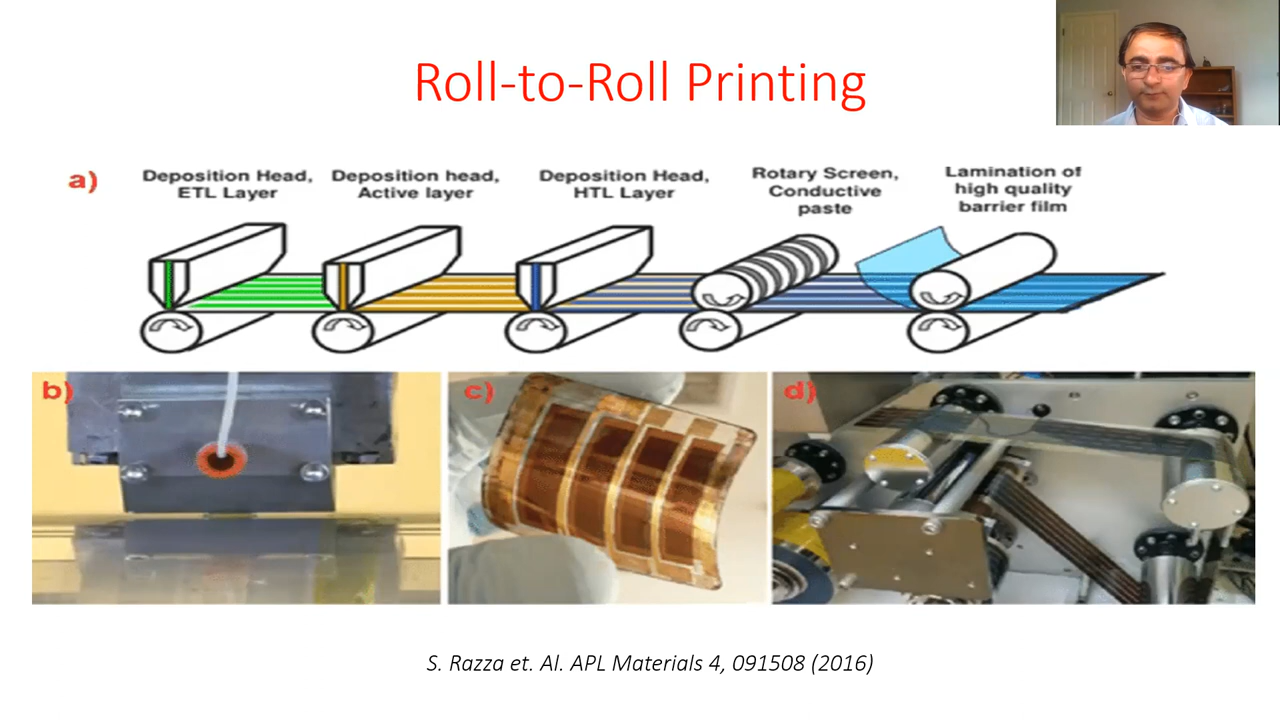 Roll-to-Roll Printing
a)
Deposition Head,
ETL Layer
Deposition head,
Active layer
Deposition Head,
HTL Layer
Rotary Screen,
Conductive
paste
Lamination of
high quality
barrier film
b)
c)
d)
S. Razza et. Al. APL Materials 4, 091508 (2016)